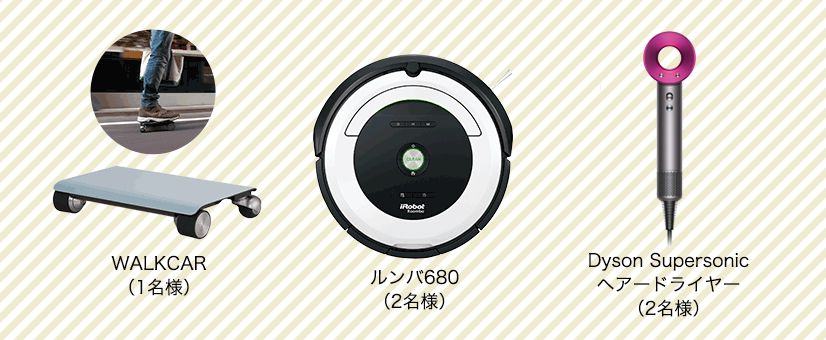 WALKCAR
（1名様）
CLEAN
iRobot
Roomba
ルンバ680
（2名様）
Dyson Supersonic
ヘアードライヤー
（2名様）